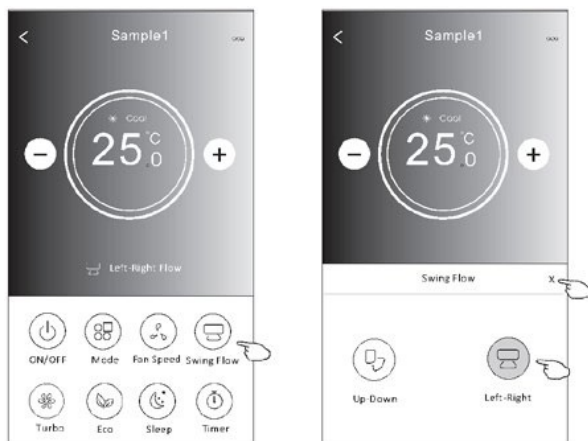 Sample1
Cool
25.0°C
Left-Right Flow
ON/OFF
Mode
Fan Speed
Swing Flow
Turbo
Eco
Sleep
Timer
Sample1
Cool
25.0°C
Swing Flow
x
Up-Down
Left-Right